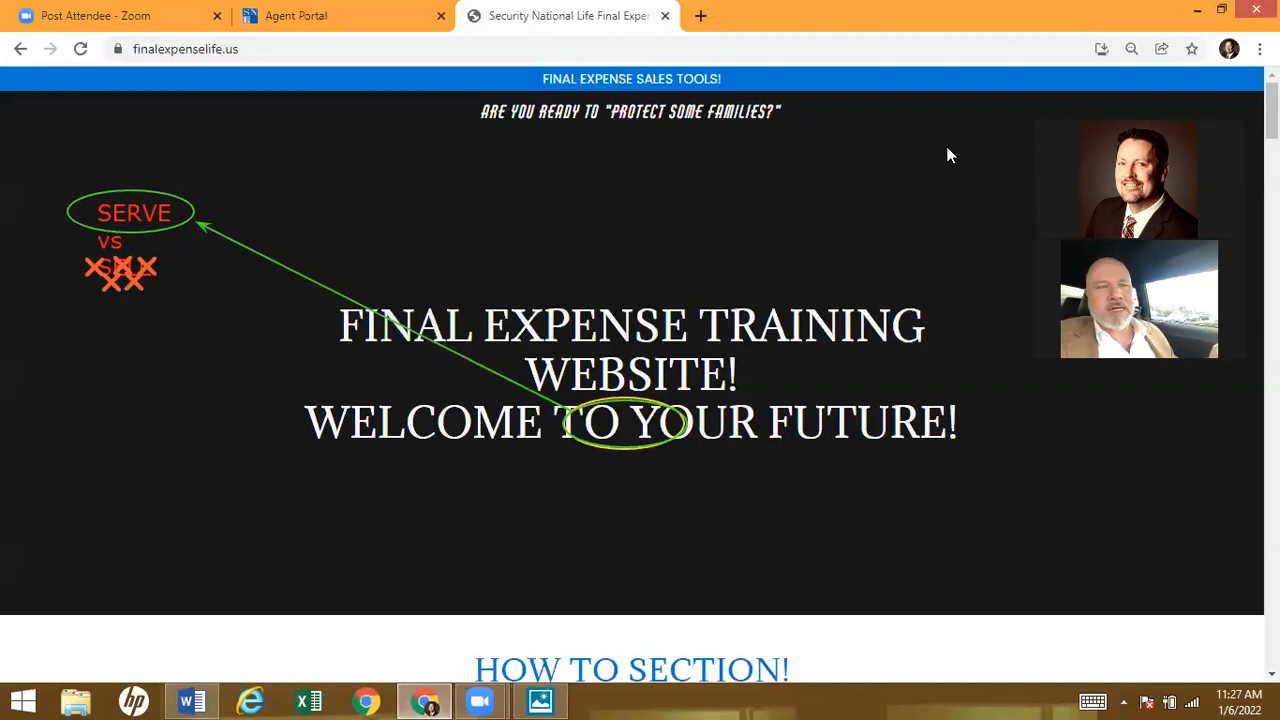 Post Attendee - Zoom
Agent Portal
Security National Life Final Expe
finalexpenselife.us
FINAL EXPENSE SALES TOOLS!
ARE YOU READY TO "PROTECT SOME FAMILIES?"
SERVE
vs
FINAL EXPENSE TRAINING
WEBSITE!
WELCOME TO YOUR FUTURE!
HOW TO SECTION!
11:27 AM
1/6/2022